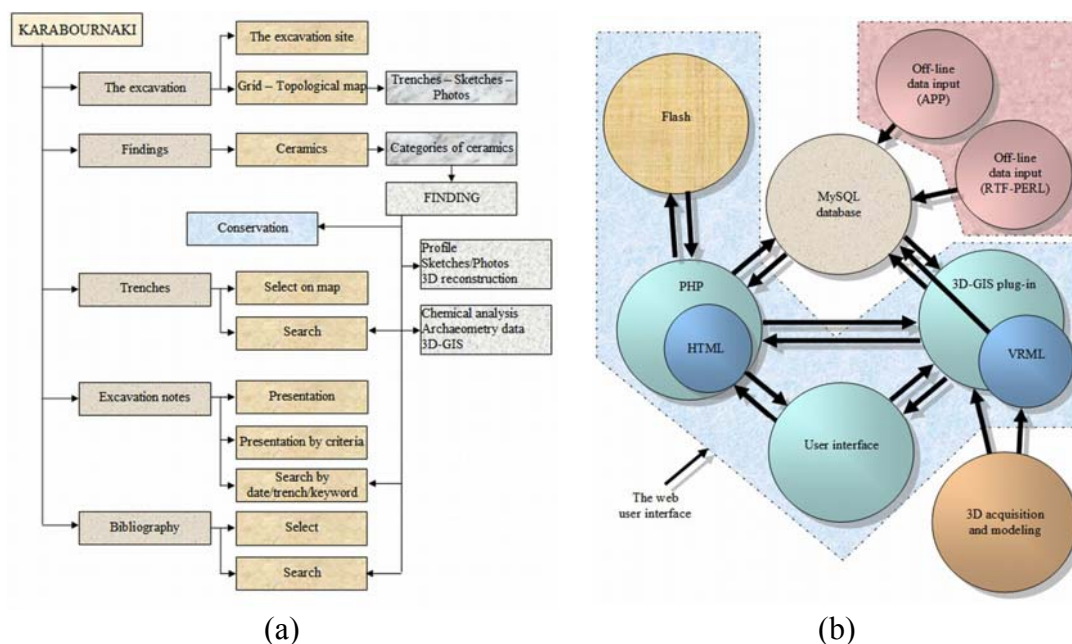 KARABOURNAKI
The excavation site
The excavation
Grid – Topological map
Trenches – Sketches –
Photos
Findings
Ceramics
Categories of ceramics
FINDING
Conservation
Profile
Sketches/Photos
3D reconstruction
Trenches
Select on map
Search
Chemical analysis
Archaeometry data
3D-GIS
Excavation notes
Presentation
Presentation by criteria
Search by
date/trench/keyword
Bibliography
Select
Search
(a)
Flash
Off-line
data input
(APP)
Off-line
data input
(RTF-PERL)
MySQL
database
PHP
HTML
3D-GIS plug-in
VRML
User interface
The web
user interface
3D acquisition
and modeling
(b)